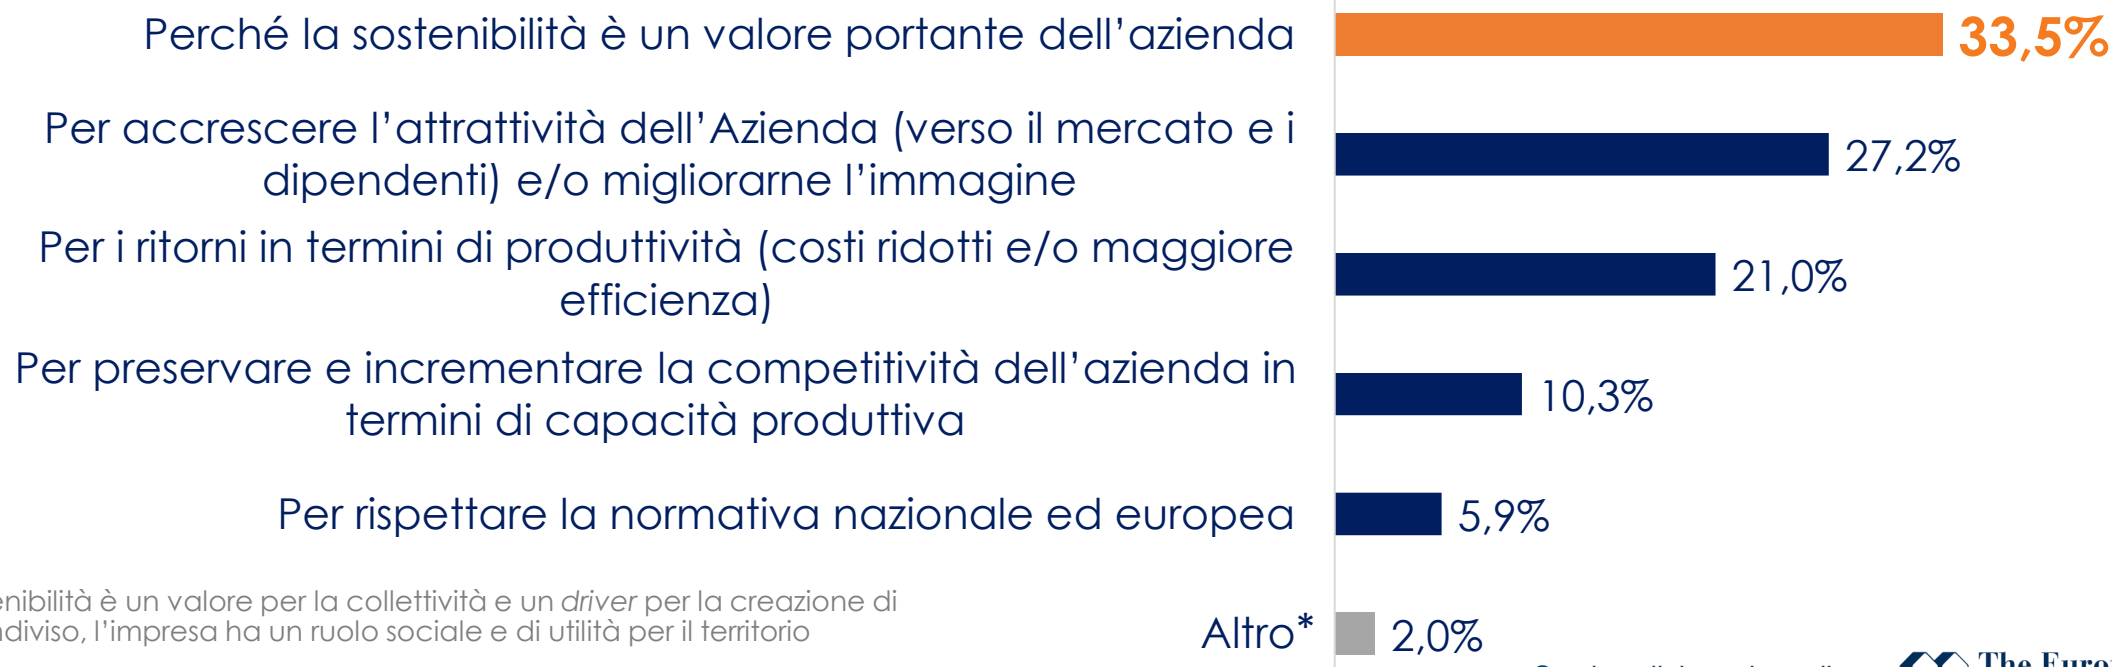 Perché la sostenibilità è un valore portante dell’azienda
33,5%
Per accrescere l’attrattività dell’Azienda (verso il mercato e i
dipendenti) e/o migliorarne l’immagine
27,2%
Per i ritorni in termini di produttività (costi ridotti e/o maggiore
efficienza)
21,0%
Per preservare e incrementare la competitività dell’azienda in
termini di capacità produttiva
10,3%
Per rispettare la normativa nazionale ed europea
5,9%
è un valore per la collettività e un driver per la creazione di
l’impresa ha un ruolo sociale e di utilità per il territorio
Altro*
2,0%
The